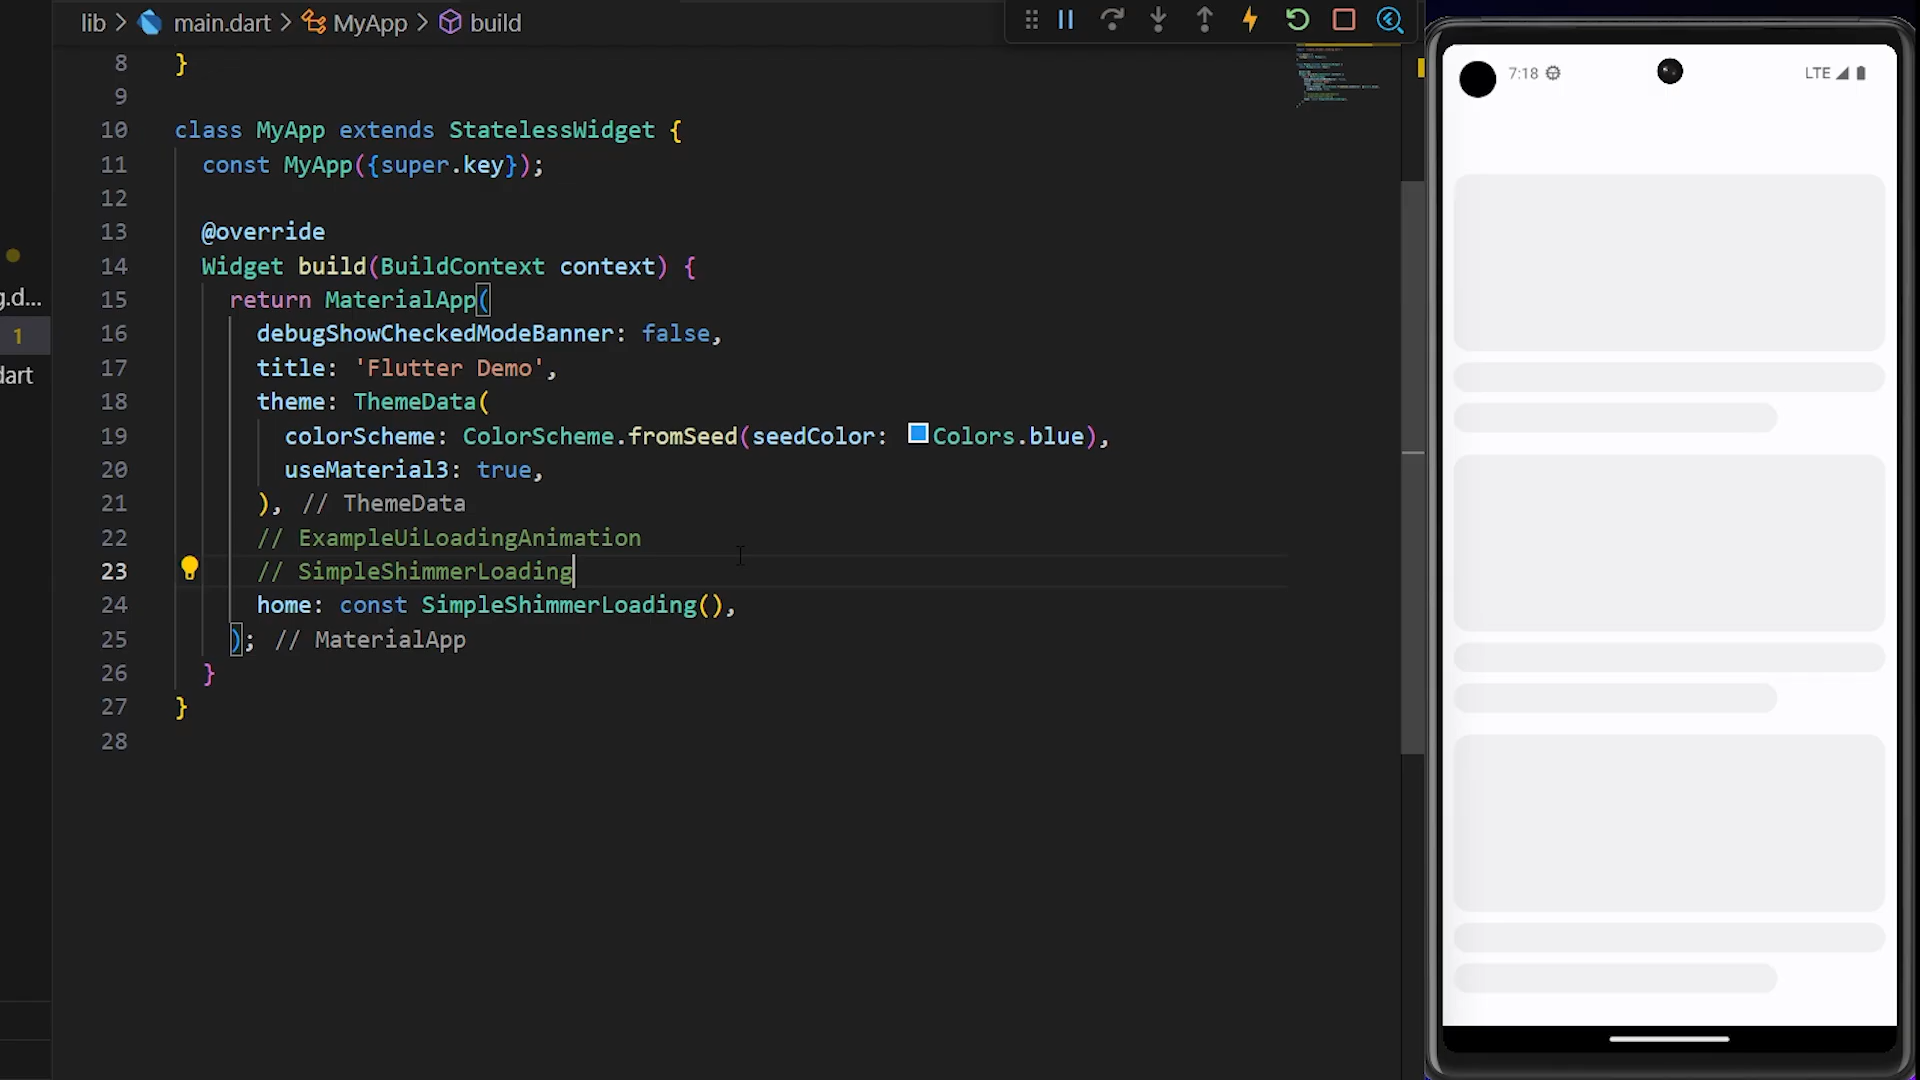 lib > main.dart > MyApp > build
7:18 LTE
8 }
9
10 class MyApp extends StatelessWidget {
11 const MyApp({super.key});
12
13 @override
14 Widget build(BuildContext context) {
15 return MaterialApp(
16 debugShowCheckedModeBanner: false,
17 title: 'Flutter Demo',
18 theme: ThemeData(
19 colorScheme: ColorScheme.fromSeed(seedColor: Colors.blue),
20 useMaterial3: true,
21 ), // ThemeData
22 // ExampleUiLoadingAnimation
23 // SimpleShimmerLoading
24 home: const SimpleShimmerLoading(),
25 ); // MaterialApp
26 }
27 }
28
g.d...
1
dart